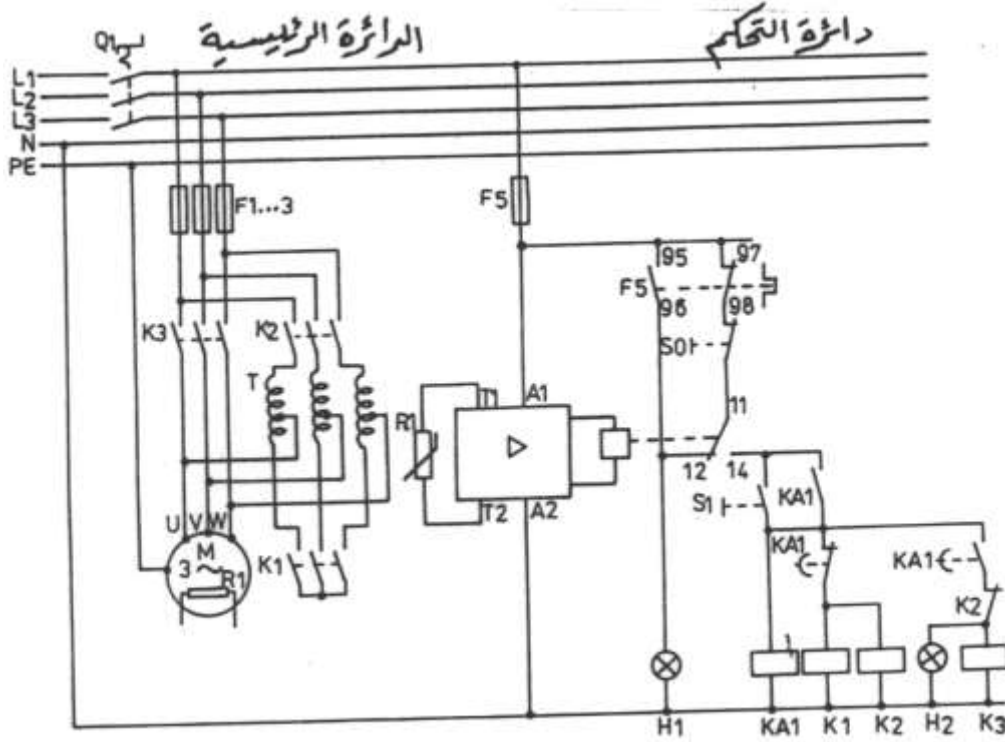 الدائرة الرئيسية
دائرة التحكم
Q1
L1
L2
L3
N
PE
F1...3
F5
95 97
F5
96 98
S0
K3 K2
T
R1
T1 A1
11
12 14
T2 A2
S1 KA1
U V W
M
3 ~
R1
K1
KA1 KA1
K2
H1 KA1 K1 K2 H2 K3